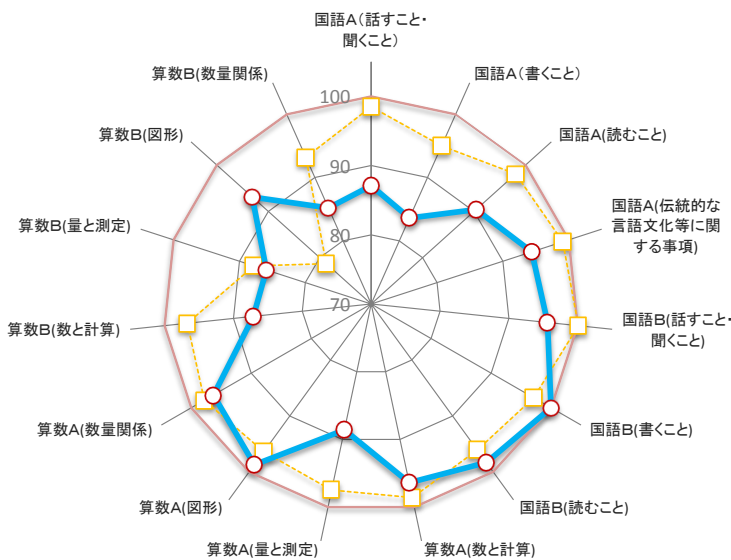 国語A(話すこと・
聞くこと)
国語A(書くこと)
国語A(読むこと)
国語A(伝統的な
言語文化等に関
する事項)
国語B(話すこと・
聞くこと)
国語B(書くこと)
国語B(読むこと)
算数A(数と計算)
算数A(量と測定)
算数A(図形)
算数A(数量関係)
算数B(数と計算)
算数B(量と測定)
算数B(図形)
算数B(数量関係)
100
90
80
70